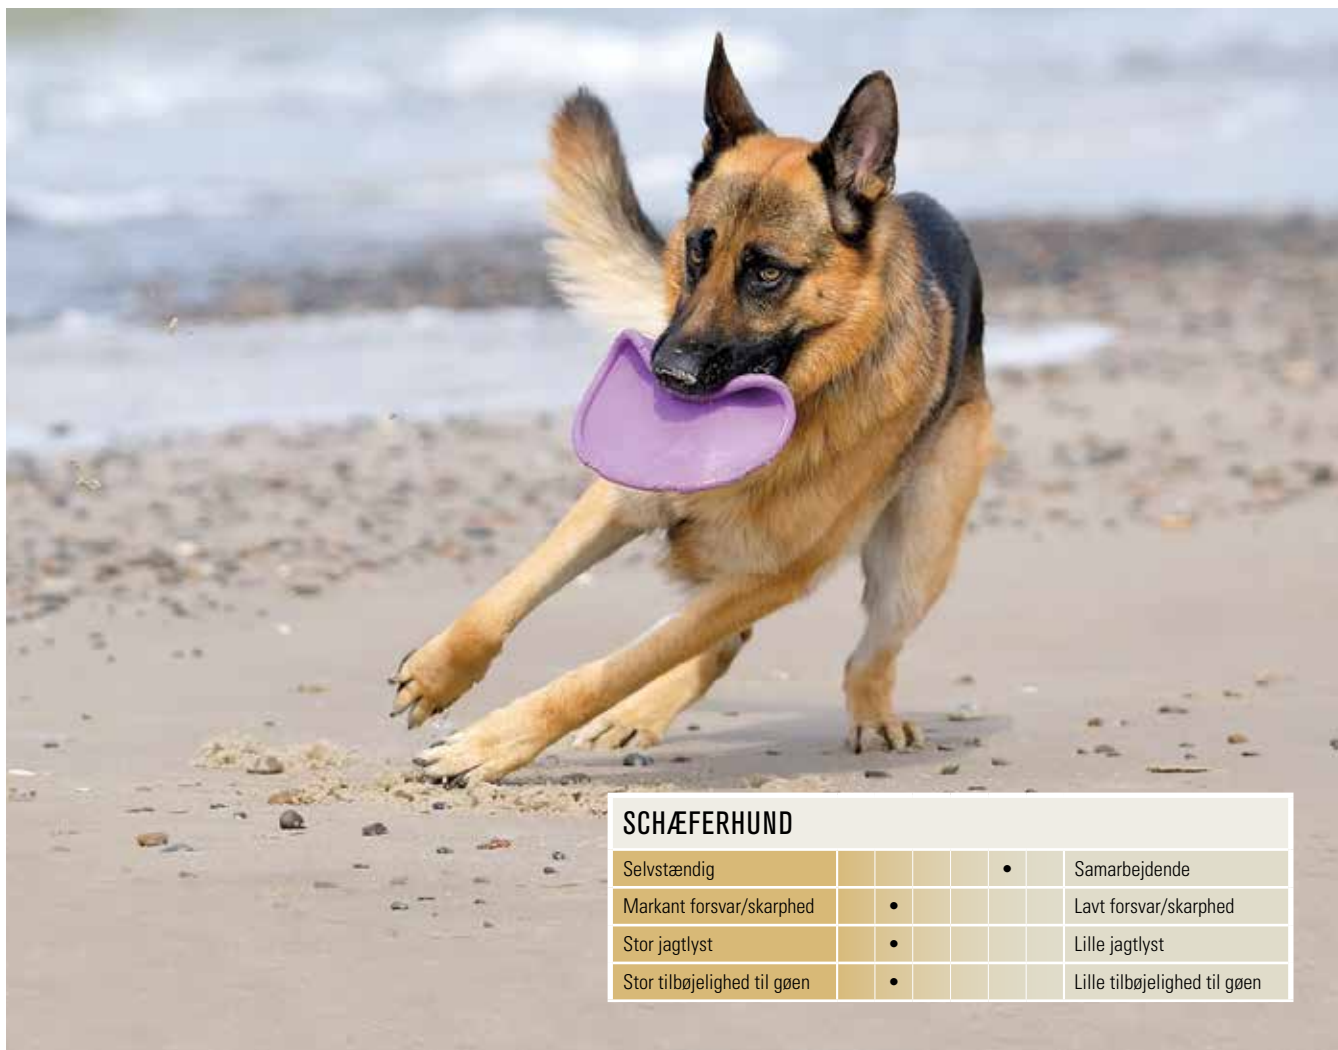 SCHÆFERHUND
Selvstændig • Samarbejdende
Markant forsvar/skarphed • Lavt forsvar/skarphed
Stor jagtlyst • Lille jagtlyst
Stor tilbøjelighed til gøen • Lille tilbøjelighed til gøen